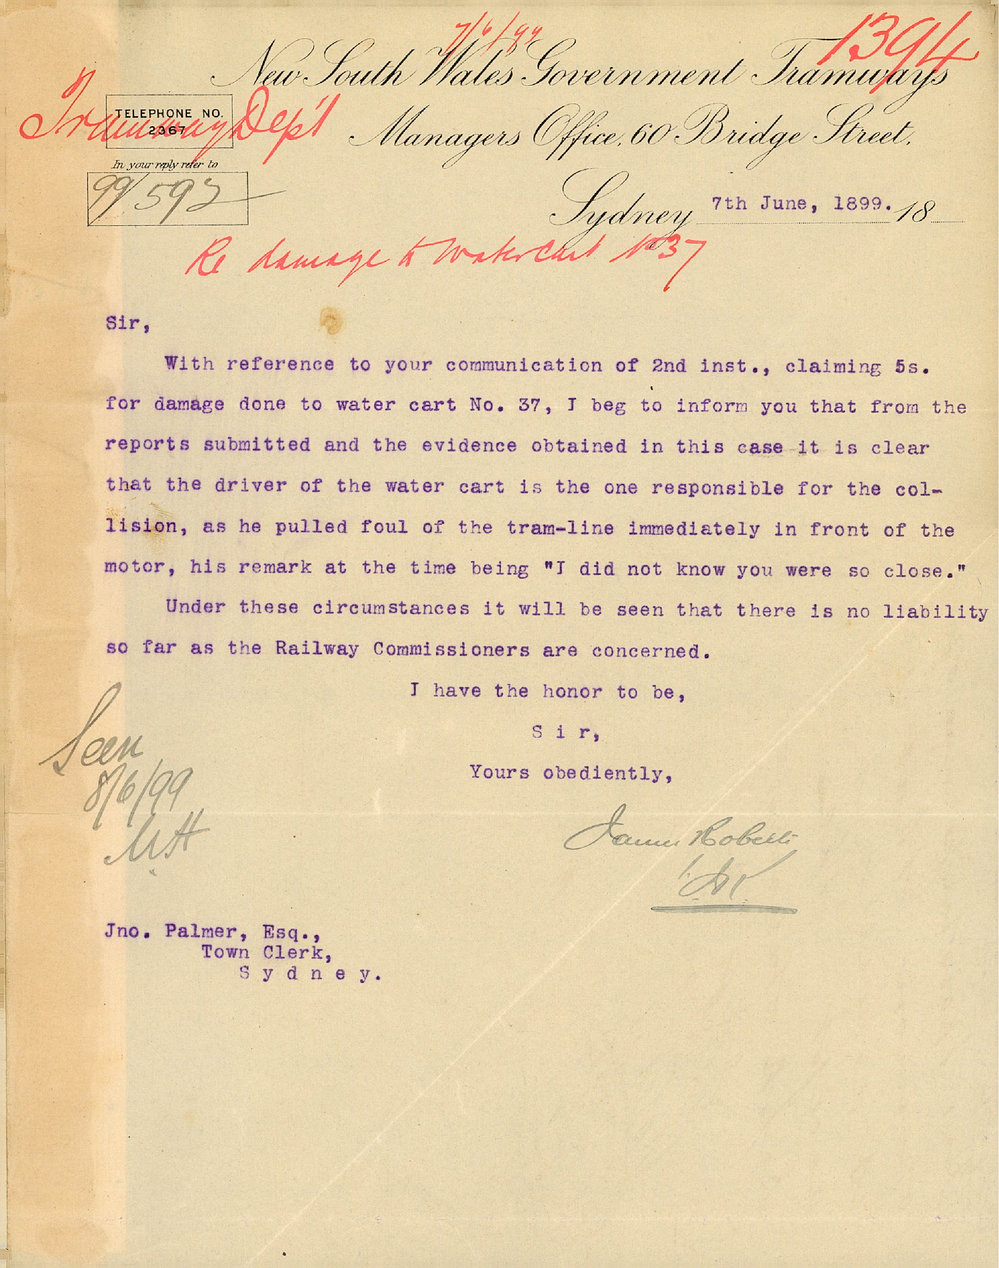 7/6/99
1394
New South Wales Government Tramways
Tramway Dep't
TELEPHONE NO.
2367
Managers Office, 60 Bridge Street,
In your reply refer to
99/592
Sydney 7th June, 1899. 18
Re damage to Water Cart No 37
Sir,
With reference to your communication of 2nd inst., claiming 5s.
for damage done to water cart No. 37, I beg to inform you that from the
reports submitted and the evidence obtained in this case it is clear
that the driver of the water cart is the one responsible for the col-
lision, as he pulled foul of the tram-line immediately in front of the
motor, his remark at the time being "I did not know you were so close."
Under these circumstances it will be seen that there is no liability
so far as the Railway Commissioners are concerned.
I have the honor to be,
S i r,
Yours obediently,
Seen
8/6/99
MH
James Roberts
Jno. Palmer, Esq.,
Town Clerk,
S y d n e y.